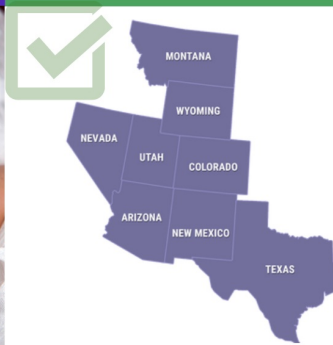 MONTANA
WYOMING
NEVADA
UTAH
COLORADO
ARIZONA
NEW MEXICO
TEXAS